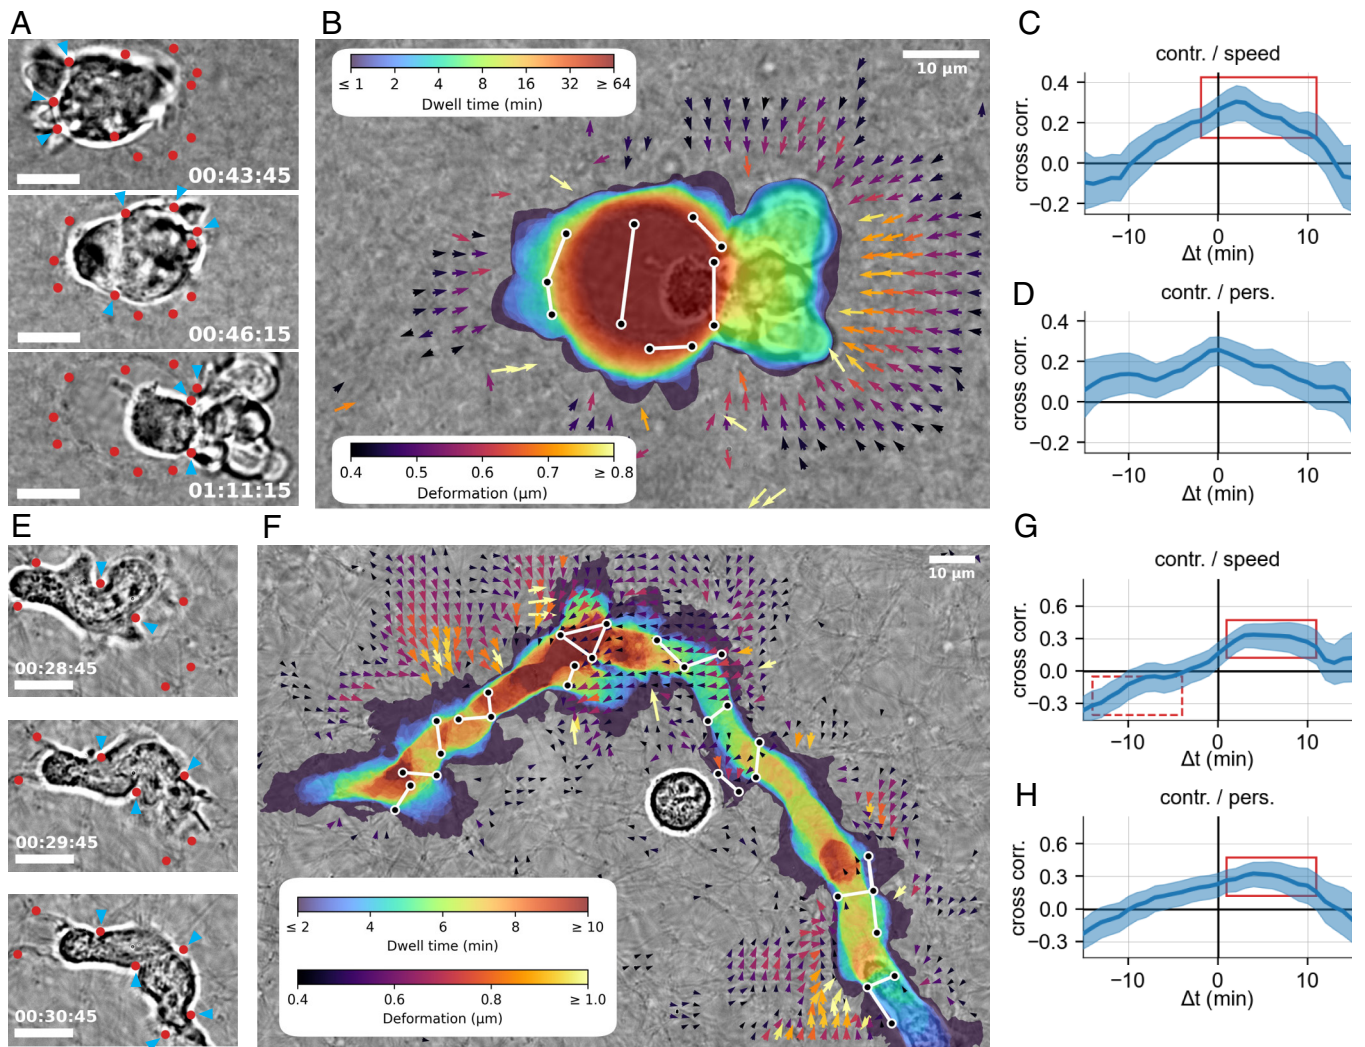 A
00:43:45
00:46:15
01:11:15
B
≤ 1 2 4 8 16 32 ≥ 64
Dwell time (min)
10 µm
0.4 0.5 0.6 0.7 ≥ 0.8
Deformation (µm)
C
contr. / speed
0.4
0.2
0.0
−0.2
cross corr.
−10 0 10
Δt (min)
D
contr. / pers.
0.4
0.2
0.0
−0.2
cross corr.
−10 0 10
Δt (min)
E
00:28:45
00:29:45
00:30:45
F
10 µm
≤ 2 4 6 8 ≥ 10
Dwell time (min)
0.4 0.6 0.8 ≥ 1.0
Deformation (µm)
G
contr. / speed
0.6
0.3
0.0
−0.3
cross corr.
−10 0 10
Δt (min)
H
contr. / pers.
0.6
0.3
0.0
−0.3
cross corr.
−10 0 10
Δt (min)